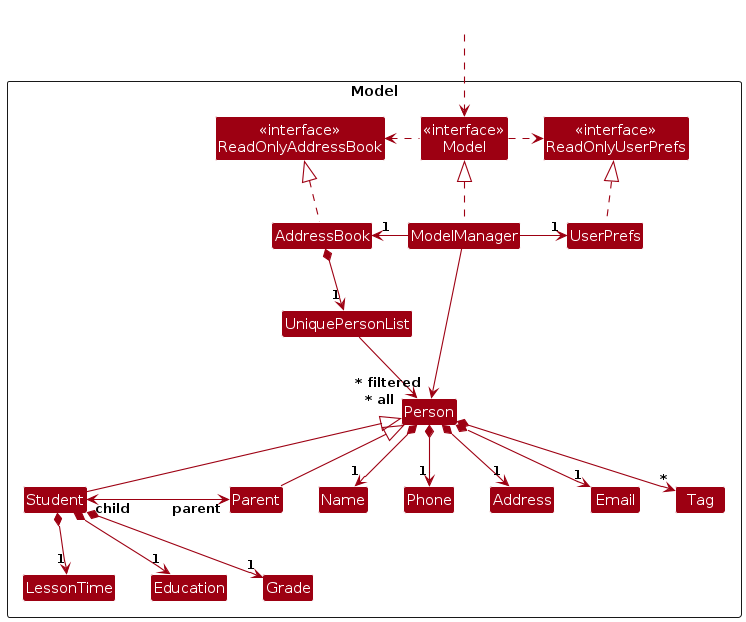 Model
«interface»
ReadOnlyAddressBook
«interface»
Model
«interface»
ReadOnlyUserPrefs
AddressBook
1
ModelManager
1
UserPrefs
1
UniquePersonList
* filtered
* all
Person
1
1
1
1
*
Student
child
parent
Parent
Name
Phone
Address
Email
Tag
1
1
1
LessonTime
Education
Grade